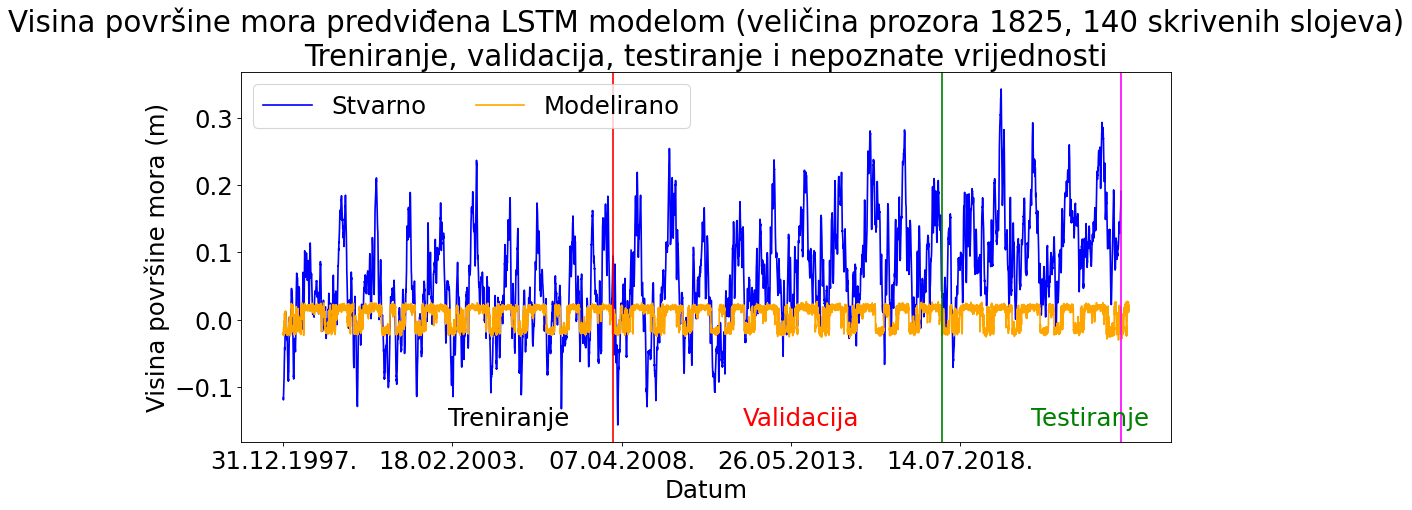 Visina površine mora predviđena LSTM modelom (veličina prozora 1825, 140 skrivenih slojeva)
Treniranje, validacija, testiranje i nepoznate vrijednosti
Stvarno Modelirano
Visina površine mora (m)
0.3
0.2
0.1
0.0
−0.1
Treniranje Validacija Testiranje
31.12.1997. 18.02.2003. 07.04.2008. 26.05.2013. 14.07.2018.
Datum